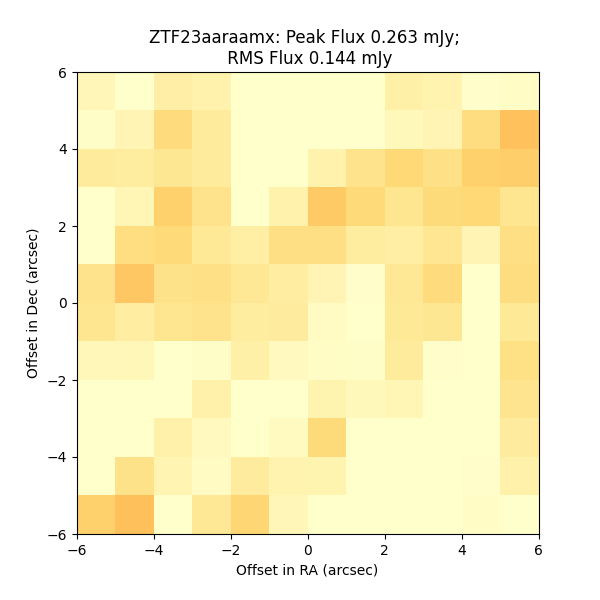 ZTF23aaraamx: Peak Flux 0.263 mJy;
RMS Flux 0.144 mJy
6
4
2
0
−2
−4
−6
Offset in Dec (arcsec)
−6 −4 −2 0 2 4 6
Offset in RA (arcsec)